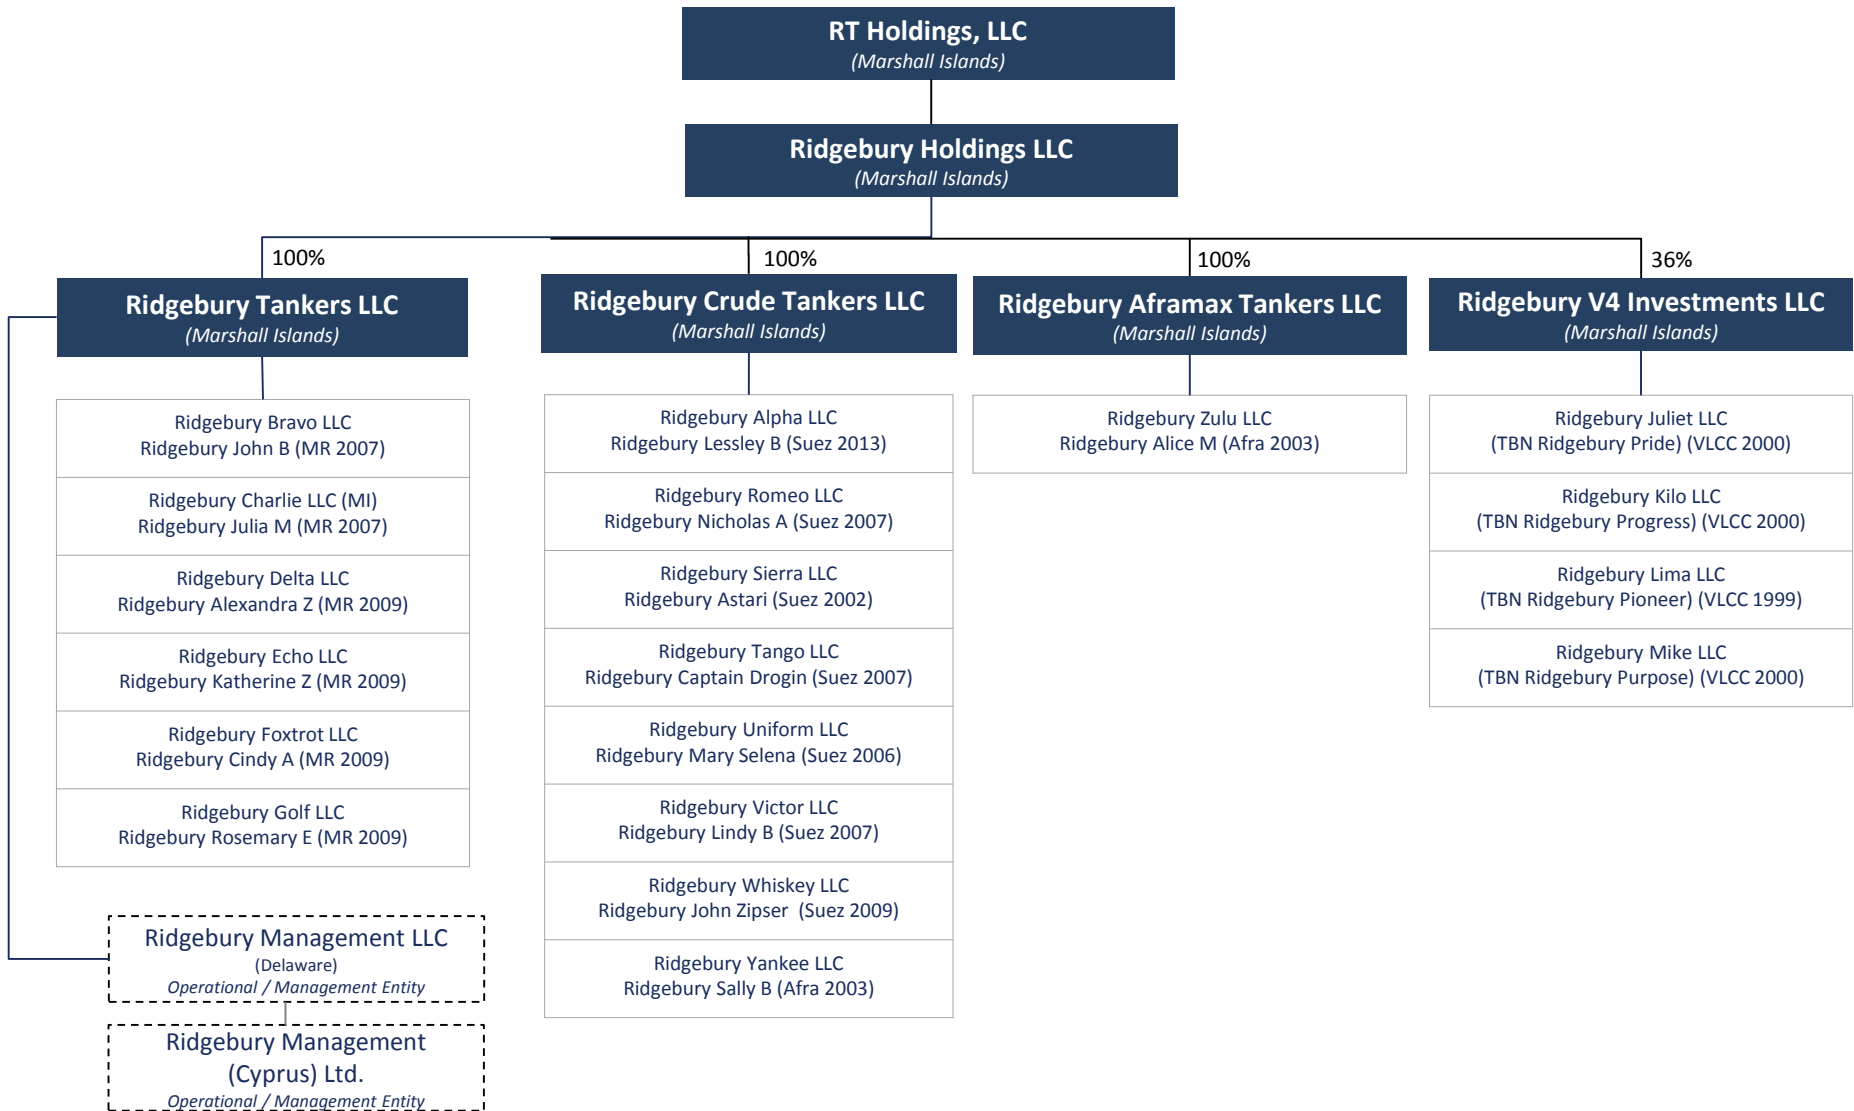 RT Holdings, LLC
(Marshall Islands)
Ridgebury Holdings LLC
(Marshall Islands)
100%
100%
100%
36%
Ridgebury Tankers LLC
(Marshall Islands)
Ridgebury Bravo LLC
Ridgebury John B (MR 2007)
Ridgebury Charlie LLC (MI)
Ridgebury Julia M (MR 2007)
Ridgebury Delta LLC
Ridgebury Alexandra Z (MR 2009)
Ridgebury Echo LLC
Ridgebury Katherine Z (MR 2009)
Ridgebury Foxtrot LLC
Ridgebury Cindy A (MR 2009)
Ridgebury Golf LLC
Ridgebury Rosemary E (MR 2009)
Ridgebury Management LLC
(Delaware)
Operational / Management Entity
Ridgebury Management
(Cyprus) Ltd.
Operational / Management Entity
Ridgebury Crude Tankers LLC
(Marshall Islands)
Ridgebury Alpha LLC
Ridgebury Lessley B (Suez 2013)
Ridgebury Romeo LLC
Ridgebury Nicholas A (Suez 2007)
Ridgebury Sierra LLC
Ridgebury Astari (Suez 2002)
Ridgebury Tango LLC
Ridgebury Captain Drogin (Suez 2007)
Ridgebury Uniform LLC
Ridgebury Mary Selena (Suez 2006)
Ridgebury Victor LLC
Ridgebury Lindy B (Suez 2007)
Ridgebury Whiskey LLC
Ridgebury John Zipser (Suez 2009)
Ridgebury Yankee LLC
Ridgebury Sally B (Afra 2003)
Ridgebury Aframax Tankers LLC
(Marshall Islands)
Ridgebury Zulu LLC
Ridgebury Alice M (Afra 2003)
Ridgebury V4 Investments LLC
(Marshall Islands)
Ridgebury Juliet LLC
(TBN Ridgebury Pride) (VLCC 2000)
Ridgebury Kilo LLC
(TBN Ridgebury Progress) (VLCC 2000)
Ridgebury Lima LLC
(TBN Ridgebury Pioneer) (VLCC 1999)
Ridgebury Mike LLC
(TBN Ridgebury Purpose) (VLCC 2000)